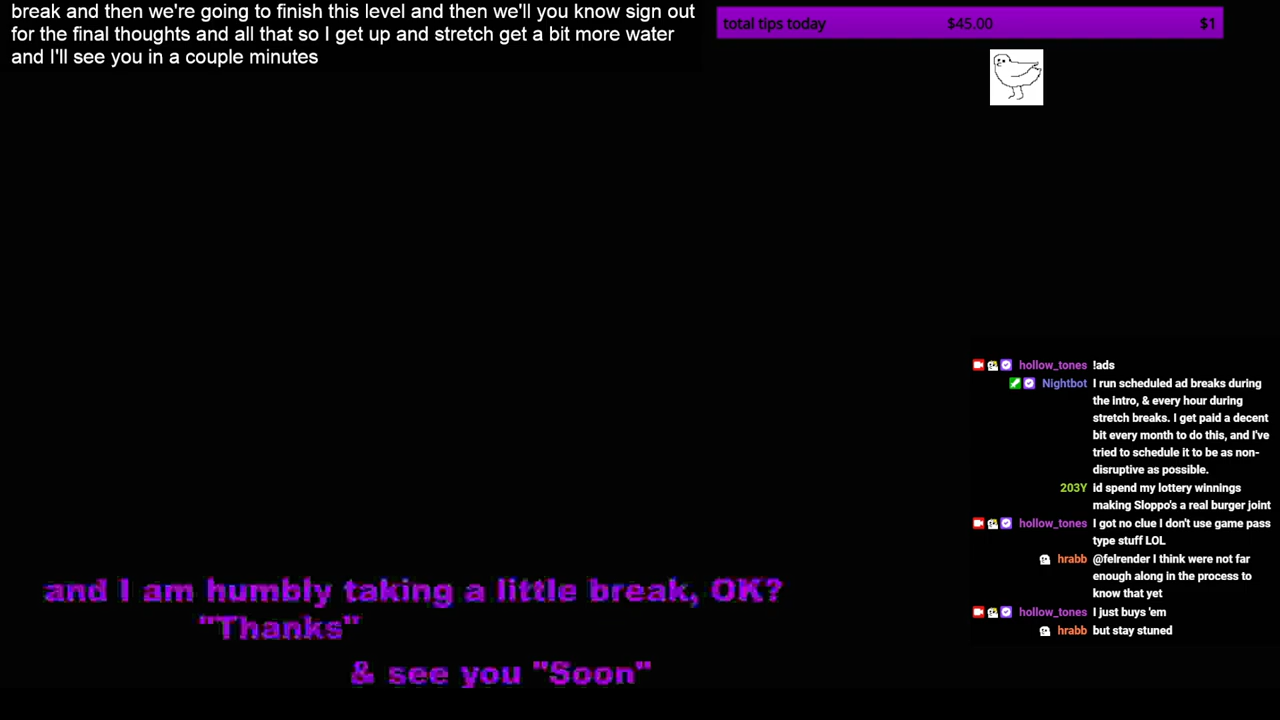 break and then we're going to finish this level and then we'll you know sign out
for the final thoughts and all that so I get up and stretch get a bit more water
and I'll see you in a couple minutes
total tips today $45.00 $1
hollow_tones !ads
Nightbot I run scheduled ad breaks during
the intro, & every hour during
stretch breaks. I get paid a decent
bit every month to do this, and I've
tried to schedule it to be as non-
disruptive as possible.
203Y id spend my lottery winnings
making Sloppo's a real burger joint
hollow_tones I got no clue I don't use game pass
type stuff LOL
hrabb @felrender I think were not far
enough along in the process to
know that yet
hollow_tones I just buys 'em
hrabb but stay stuned
and I am humbly taking a little break, OK?
"Thanks"
& see you "Soon"